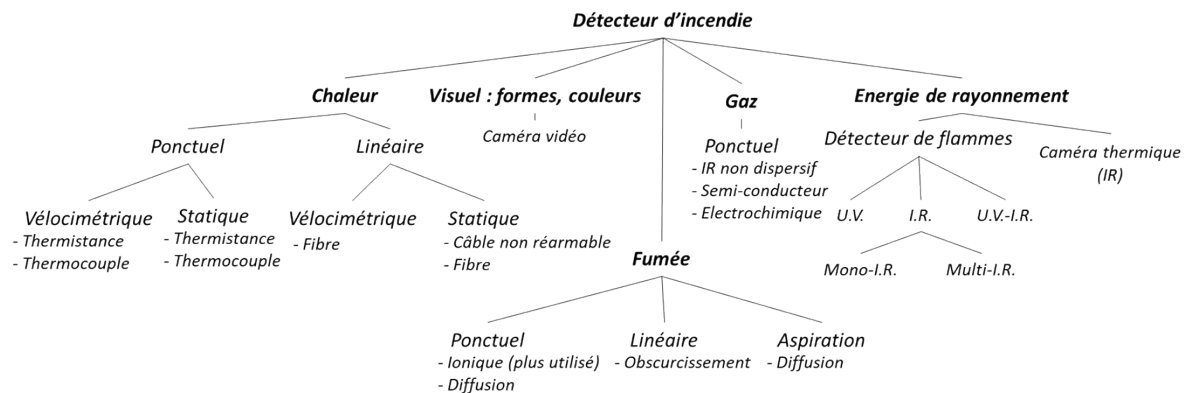 Détecteur d'incendie
Chaleur
Visuel : formes, couleurs
Gaz
Energie de rayonnement
Caméra vidéo
Ponctuel
Linéaire
Ponctuel
- IR non dispersif
- Semi-conducteur
- Electrochimique
Détecteur de flammes
Caméra thermique
(IR)
Vélocimétrique
- Thermistance
- Thermocouple
Statique
- Thermistance
- Thermocouple
Vélocimétrique
- Fibre
Statique
- Câble non réarmable
- Fibre
U.V.
I.R.
U.V.-I.R.
Mono-I.R.
Multi-I.R.
Fumée
Ponctuel
- Ionique (plus utilisé)
- Diffusion
Linéaire
- Obscurcissement
Aspiration
- Diffusion